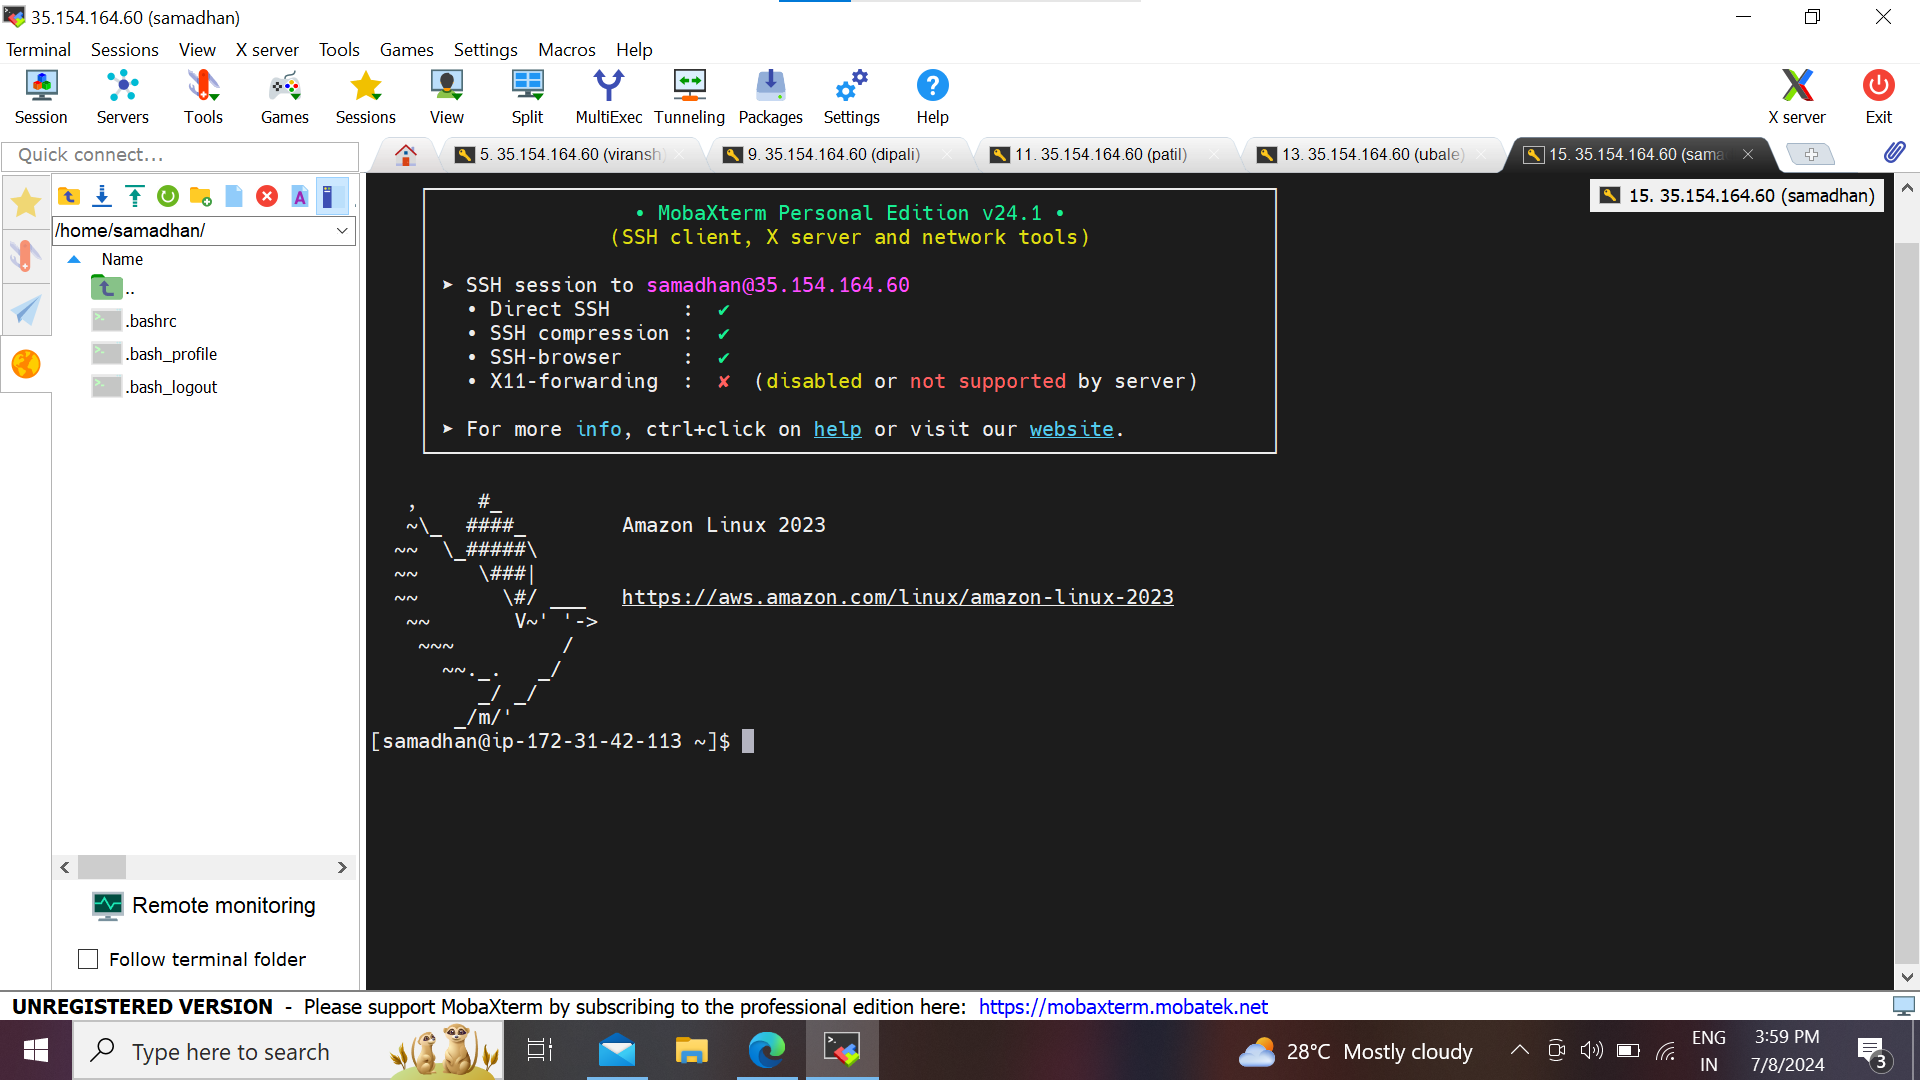 35.154.164.60 (samadhan)
Terminal Sessions View X server Tools Games Settings Macros Help
Session Servers Tools Games Sessions View Split MultiExec Tunneling Packages Settings Help X server Exit
Quick connect...
5. 35.154.164.60 (viransh)
9. 35.154.164.60 (dipali)
11. 35.154.164.60 (patil)
13. 35.154.164.60 (ubale)
15. 35.154.164.60 (sama
15. 35.154.164.60 (samadhan)
/home/samadhan/
Name
..
.bashrc
.bash_profile
.bash_logout
Remote monitoring
Follow terminal folder
• MobaXterm Personal Edition v24.1 •
(SSH client, X server and network tools)
➤ SSH session to samadhan@35.154.164.60
• Direct SSH : ✔
• SSH compression : ✔
• SSH-browser : ✔
• X11-forwarding : ✘ (disabled or not supported by server)
➤ For more info, ctrl+click on help or visit our website.
   ,     #_
   ~\_  ####_        Amazon Linux 2023
  ~~  \_#####\
  ~~     \###|
  ~~       \#/ ___   https://aws.amazon.com/linux/amazon-linux-2023
   ~~       V~' '->
    ~~~         /
      ~~._.   _/
         _/ _/
       _/m/'
[samadhan@ip-172-31-42-113 ~]$
UNREGISTERED VERSION - Please support MobaXterm by subscribing to the professional edition here: https://mobaxterm.mobatek.net
Type here to search
28°C Mostly cloudy
ENG
IN
3:59 PM
7/8/2024
3